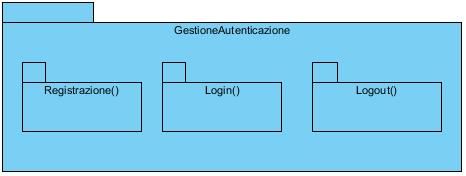 GestioneAutenticazione
Registrazione()
Login()
Logout()